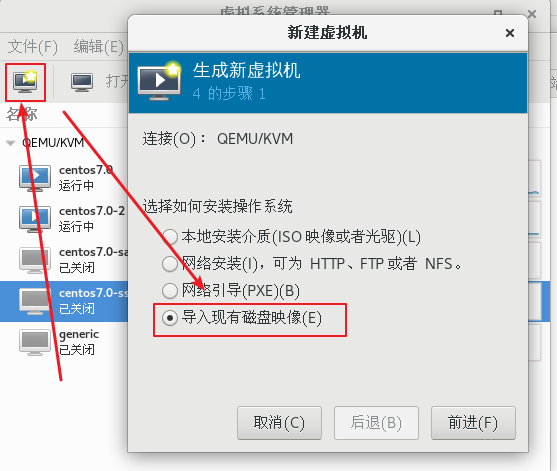 虚拟系统管理器
文件(F)
编辑(E)
打开
名称
QEMU/KVM
centos7.0
运行中
centos7.0-2
运行中
centos7.0-sa
已关闭
centos7.0-ss
已关闭
generic
已关闭
新建虚拟机
生成新虚拟机
4 的步骤 1
连接(O)： QEMU/KVM
选择如何安装操作系统
本地安装介质(ISO 映像或者光驱)(L)
网络安装(I)，可为 HTTP、FTP 或者 NFS。
网络引导(PXE)(B)
导入现有磁盘映像(E)
取消(C)
后退(B)
前进(F)